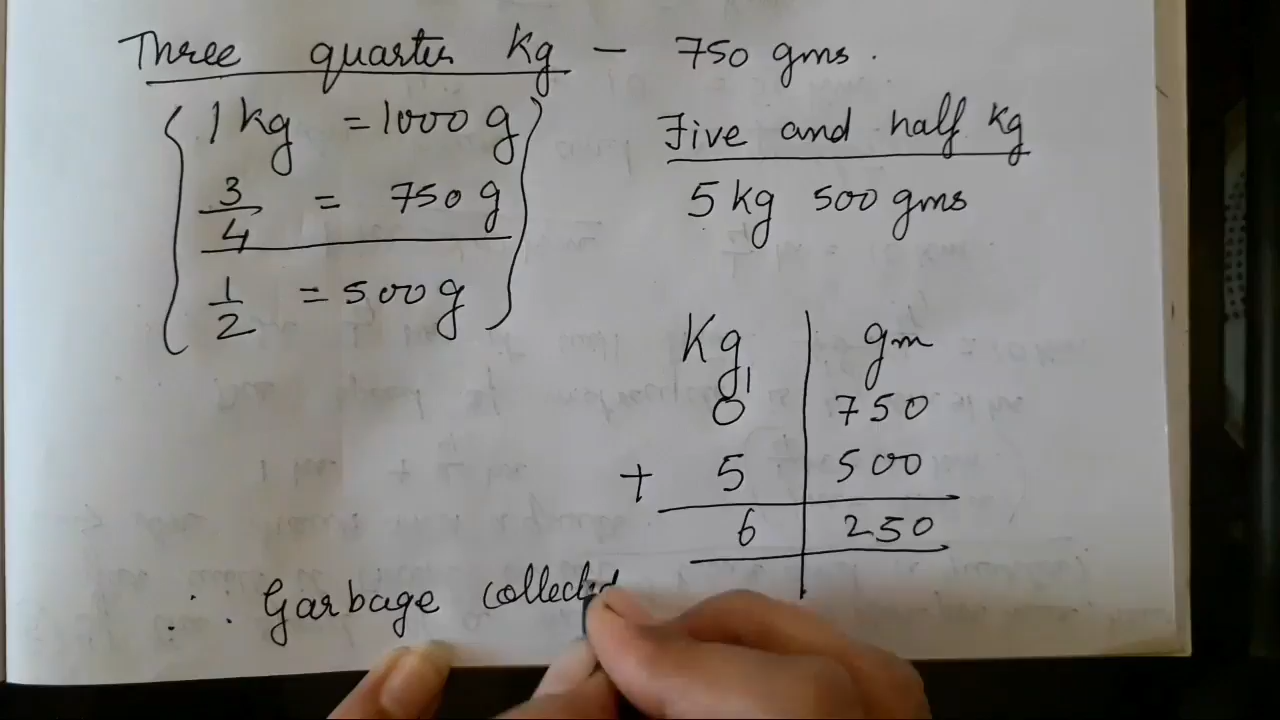 Three quarter Kg - 750 gms.
1 kg = 1000 g
3/4 = 750 g
1/2 = 500 g
Five and half Kg
5 kg 500 gms
Kg | gm
1
0 | 750
+ 5 | 500
6 | 250
∴ Garbage collected